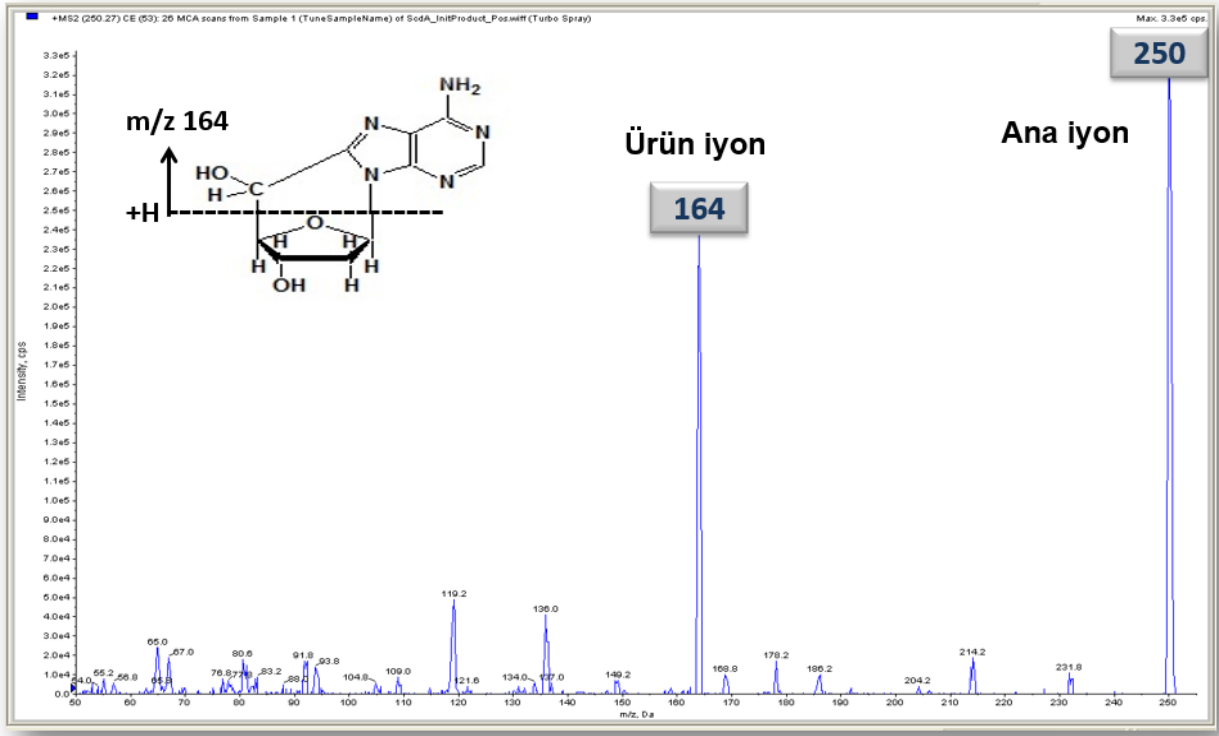 +MS2 (250.27) CE (53): 26 MCA scans from Sample 1 (TuneSampleName) of ScdA_InitProduct_Pos.wiff (Turbo Spray)
Max. 3.3e5 cps.
250
Ana iyon
Ürün iyon
164
m/z 164
+H
NH₂
N
N
N
N
HO
H
C
O
H
H
H
H
OH
H
Intensity, cps
3.3e5
3.2e5
3.1e5
3.0e5
2.9e5
2.8e5
2.7e5
2.6e5
2.5e5
2.4e5
2.3e5
2.2e5
2.1e5
2.0e5
1.9e5
1.8e5
1.7e5
1.6e5
1.5e5
1.4e5
1.3e5
1.2e5
1.1e5
1.0e5
9.0e4
8.0e4
7.0e4
6.0e4
5.0e4
4.0e4
3.0e4
2.0e4
1.0e4
0.0
54.0
55.2
56.8
65.0
65.8
67.0
76.8
77.8
80.6
83.2
88.0
91.8
93.8
104.8
109.0
119.2
121.6
134.0
136.0
137.0
149.2
168.8
178.2
186.2
204.2
214.2
231.8
50 60 70 80 90 100 110 120 130 140 150 160 170 180 190 200 210 220 230 240 250
m/z, Da